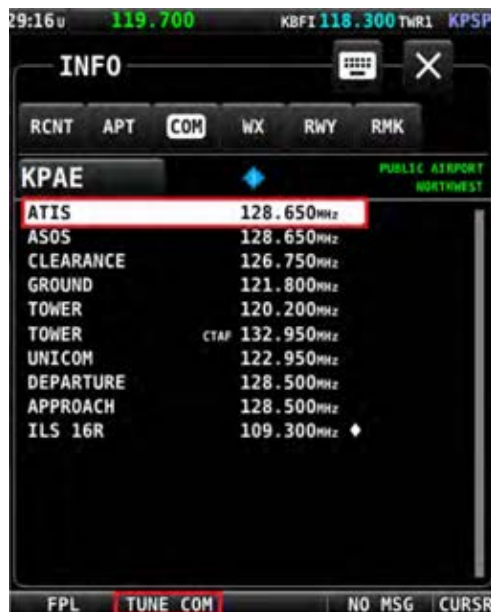 29:16U 119.700 KBFI 118.300 TWR1 KPSP
INFO
RCNT APT COM WX RWY RMK
KPAE PUBLIC AIRPORT
NORTHWEST
ATIS 128.650MHz
ASOS 128.650MHz
CLEARANCE 126.750MHz
GROUND 121.800MHz
TOWER 120.200MHz
TOWER CTAF 132.950MHz
UNICOM 122.950MHz
DEPARTURE 128.500MHz
APPROACH 128.500MHz
ILS 16R 109.300MHz
FPL TUNE COM NO MSG CURSR